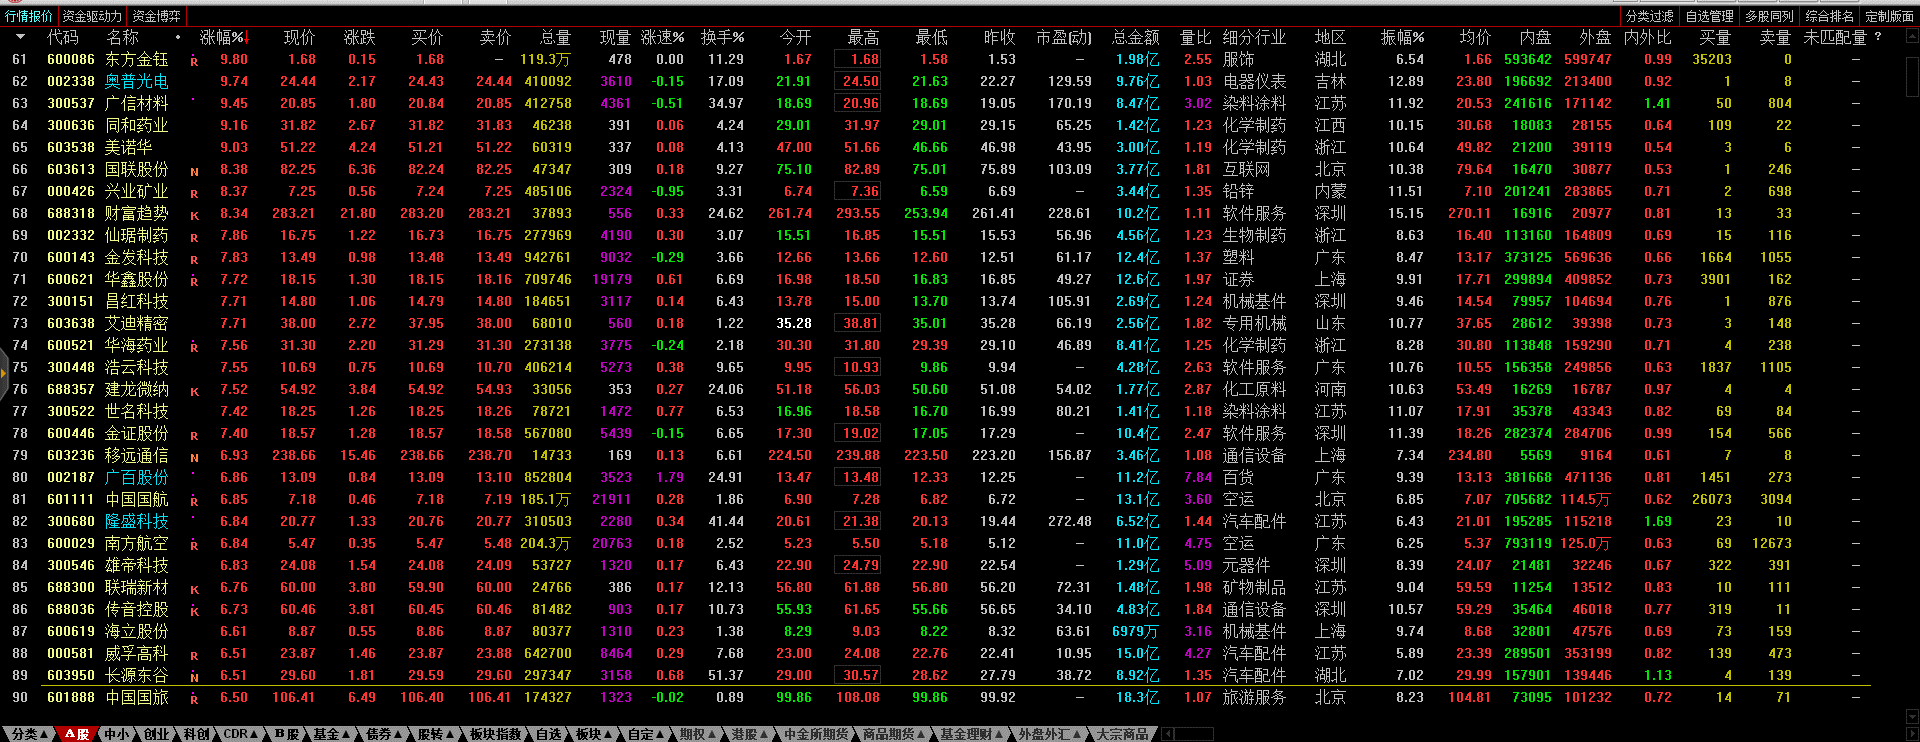 行情报价 资金驱动力 资金博弈 分类过滤 自选管理 多股同列 综合排名 定制版面
代码 名称 涨幅%↓ 现价 涨跌 买价 卖价 总量 现量 涨速% 换手% 今开 最高 最低 昨收 市盈(动) 总金额 量比 细分行业 地区 振幅% 均价 内盘 外盘 内外比 买量 卖量 未匹配量 ?
61 600086 东方金钰 R 9.80 1.68 0.15 1.68 – 119.3万 478 0.00 11.29 1.67 1.68 1.58 1.53 – 1.98亿 2.55 服饰 湖北 6.54 1.66 593642 599747 0.99 35203 0 –
62 002338 奥普光电 9.74 24.44 2.17 24.43 24.44 410092 3610 -0.15 17.09 21.91 24.50 21.63 22.27 129.59 9.76亿 1.03 电器仪表 吉林 12.89 23.80 196692 213400 0.92 1 8 –
63 300537 广信材料 9.45 20.85 1.80 20.84 20.85 412758 4361 -0.51 34.97 18.69 20.96 18.69 19.05 170.19 8.47亿 3.02 染料涂料 江苏 11.92 20.53 241616 171142 1.41 50 804 –
64 300636 同和药业 9.16 31.82 2.67 31.82 31.83 46238 391 0.06 4.24 29.01 31.97 29.01 29.15 65.25 1.42亿 1.23 化学制药 江西 10.15 30.68 18083 28155 0.64 109 22 –
65 603538 美诺华 9.03 51.22 4.24 51.21 51.22 60319 337 0.08 4.13 47.00 51.66 46.66 46.98 43.95 3.00亿 1.19 化学制药 浙江 10.64 49.82 21200 39119 0.54 3 6 –
66 603613 国联股份 N 8.38 82.25 6.36 82.24 82.25 47347 309 0.18 9.27 75.10 82.89 75.01 75.89 103.09 3.77亿 1.81 互联网 北京 10.38 79.64 16470 30877 0.53 1 246 –
67 000426 兴业矿业 R 8.37 7.25 0.56 7.24 7.25 485106 2324 -0.95 3.31 6.74 7.36 6.59 6.69 – 3.44亿 1.35 铅锌 内蒙 11.51 7.10 201241 283865 0.71 2 698 –
68 688318 财富趋势 K 8.34 283.21 21.80 283.20 283.21 37893 556 0.33 24.62 261.74 293.55 253.94 261.41 228.61 10.2亿 1.11 软件服务 深圳 15.15 270.11 16916 20977 0.81 13 33 –
69 002332 仙琚制药 R 7.86 16.75 1.22 16.73 16.75 277969 4190 0.30 3.07 15.51 16.85 15.51 15.53 56.96 4.56亿 1.23 生物制药 浙江 8.63 16.40 113160 164809 0.69 15 116 –
70 600143 金发科技 R 7.83 13.49 0.98 13.48 13.49 942761 9032 -0.29 3.66 12.66 13.66 12.60 12.51 61.17 12.4亿 1.37 塑料 广东 8.47 13.17 373125 569636 0.66 1664 1055 –
71 600621 华鑫股份 R 7.72 18.15 1.30 18.15 18.16 709746 19179 0.61 6.69 16.98 18.50 16.83 16.85 49.27 12.6亿 1.97 证券 上海 9.91 17.71 299894 409852 0.73 3901 162 –
72 300151 昌红科技 7.71 14.80 1.06 14.79 14.80 184651 3117 0.14 6.43 13.78 15.00 13.70 13.74 105.91 2.69亿 1.24 机械基件 深圳 9.46 14.54 79957 104694 0.76 1 876 –
73 603638 艾迪精密 7.71 38.00 2.72 37.95 38.00 68010 560 0.18 1.22 35.28 38.81 35.01 35.28 66.19 2.56亿 1.82 专用机械 山东 10.77 37.65 28612 39398 0.73 3 148 –
74 600521 华海药业 R 7.56 31.30 2.20 31.29 31.30 273138 3775 -0.24 2.18 30.30 31.80 29.39 29.10 46.89 8.41亿 1.25 化学制药 浙江 8.28 30.80 113848 159290 0.71 4 238 –
75 300448 浩云科技 7.55 10.69 0.75 10.69 10.70 406214 5273 0.38 9.65 9.95 10.93 9.86 9.94 – 4.28亿 2.63 软件服务 广东 10.76 10.55 156358 249856 0.63 1837 1105 –
76 688357 建龙微纳 K 7.52 54.92 3.84 54.92 54.93 33056 353 0.27 24.06 51.18 56.03 50.60 51.08 54.02 1.77亿 2.87 化工原料 河南 10.63 53.49 16269 16787 0.97 4 4 –
77 300522 世名科技 7.42 18.25 1.26 18.25 18.26 78721 1472 0.77 6.53 16.96 18.58 16.70 16.99 80.21 1.41亿 1.18 染料涂料 江苏 11.07 17.91 35378 43343 0.82 69 84 –
78 600446 金证股份 R 7.40 18.57 1.28 18.57 18.58 567080 5439 -0.15 6.65 17.30 19.02 17.05 17.29 – 10.4亿 2.47 软件服务 深圳 11.39 18.26 282374 284706 0.99 154 566 –
79 603236 移远通信 N 6.93 238.66 15.46 238.66 238.70 14733 169 0.13 6.61 224.50 239.88 223.50 223.20 156.87 3.46亿 1.08 通信设备 上海 7.34 234.80 5569 9164 0.61 7 8 –
80 002187 广百股份 6.86 13.09 0.84 13.09 13.10 852804 3523 1.79 24.91 13.47 13.48 12.33 12.25 – 11.2亿 7.84 百货 广东 9.39 13.13 381668 471136 0.81 1451 273 –
81 601111 中国国航 R 6.85 7.18 0.46 7.18 7.19 185.1万 21911 0.28 1.86 6.90 7.28 6.82 6.72 – 13.1亿 3.60 空运 北京 6.85 7.07 705682 114.5万 0.62 26073 3094 –
82 300680 隆盛科技 6.84 20.77 1.33 20.76 20.77 310503 2280 0.34 41.44 20.61 21.38 20.13 19.44 272.48 6.52亿 1.44 汽车配件 江苏 6.43 21.01 195285 115218 1.69 23 10 –
83 600029 南方航空 R 6.84 5.47 0.35 5.47 5.48 204.3万 20763 0.18 2.52 5.23 5.50 5.18 5.12 – 11.0亿 4.75 空运 广东 6.25 5.37 793119 125.0万 0.63 69 12673 –
84 300546 雄帝科技 6.83 24.08 1.54 24.08 24.09 53727 1320 0.17 6.43 22.90 24.79 22.90 22.54 – 1.29亿 5.09 元器件 深圳 8.39 24.07 21481 32246 0.67 322 391 –
85 688300 联瑞新材 K 6.76 60.00 3.80 59.90 60.00 24766 386 0.17 12.13 56.80 61.88 56.80 56.20 72.31 1.48亿 1.98 矿物制品 江苏 9.04 59.59 11254 13512 0.83 10 111 –
86 688036 传音控股 K 6.73 60.46 3.81 60.45 60.46 81482 903 0.17 10.73 55.93 61.65 55.66 56.65 34.10 4.83亿 1.84 通信设备 深圳 10.57 59.29 35464 46018 0.77 319 11 –
87 600619 海立股份 6.61 8.87 0.55 8.86 8.87 80377 1310 0.23 1.38 8.29 9.03 8.22 8.32 63.61 6979万 3.16 机械基件 上海 9.74 8.68 32801 47576 0.69 73 159 –
88 000581 威孚高科 R 6.51 23.87 1.46 23.87 23.88 642700 8464 0.29 7.68 23.00 24.08 22.76 22.41 10.95 15.0亿 4.27 汽车配件 江苏 5.89 23.39 289501 353199 0.82 139 473 –
89 603950 长源东谷 N 6.51 29.60 1.81 29.59 29.60 297347 3158 0.68 51.37 29.00 30.57 28.62 27.79 38.72 8.92亿 1.35 汽车配件 湖北 7.02 29.99 157901 139446 1.13 4 139 –
90 601888 中国国旅 R 6.50 106.41 6.49 106.40 106.41 174327 1323 -0.02 0.89 99.86 108.08 99.86 99.92 – 18.3亿 1.07 旅游服务 北京 8.23 104.81 73095 101232 0.72 14 71 –
分类▲ A股 中小 创业 科创 CDR▲ B股 基金▲ 债券▲ 股转▲ 板块指数 自选 板块▲ 自定▲ 期权▲ 港股▲ 中金所期货 商品期货▲ 基金理财▲ 外盘外汇▲ 大宗商品